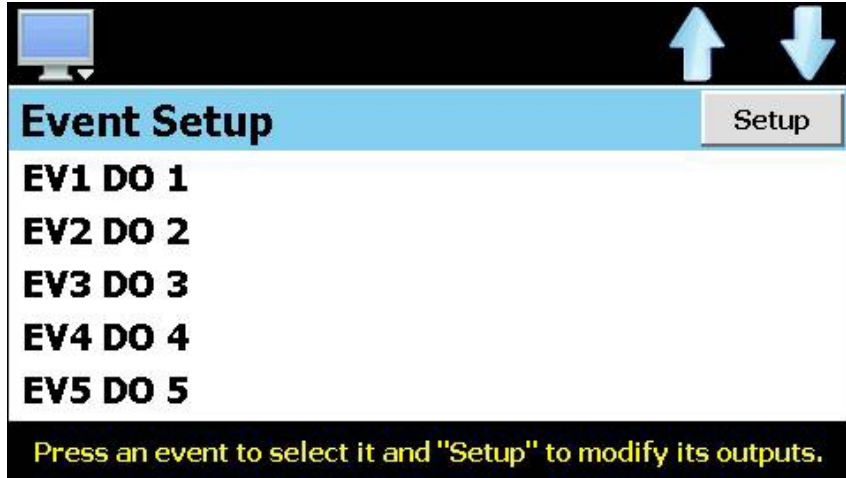 Event Setup
Setup
EV1 DO 1
EV2 DO 2
EV3 DO 3
EV4 DO 4
EV5 DO 5
Press an event to select it and "Setup" to modify its outputs.